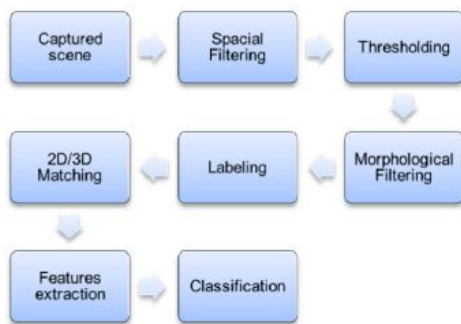 Captured
scene
Spacial
Filtering
Thresholding
Morphological
Filtering
Labeling
2D/3D
Matching
Features
extraction
Classification